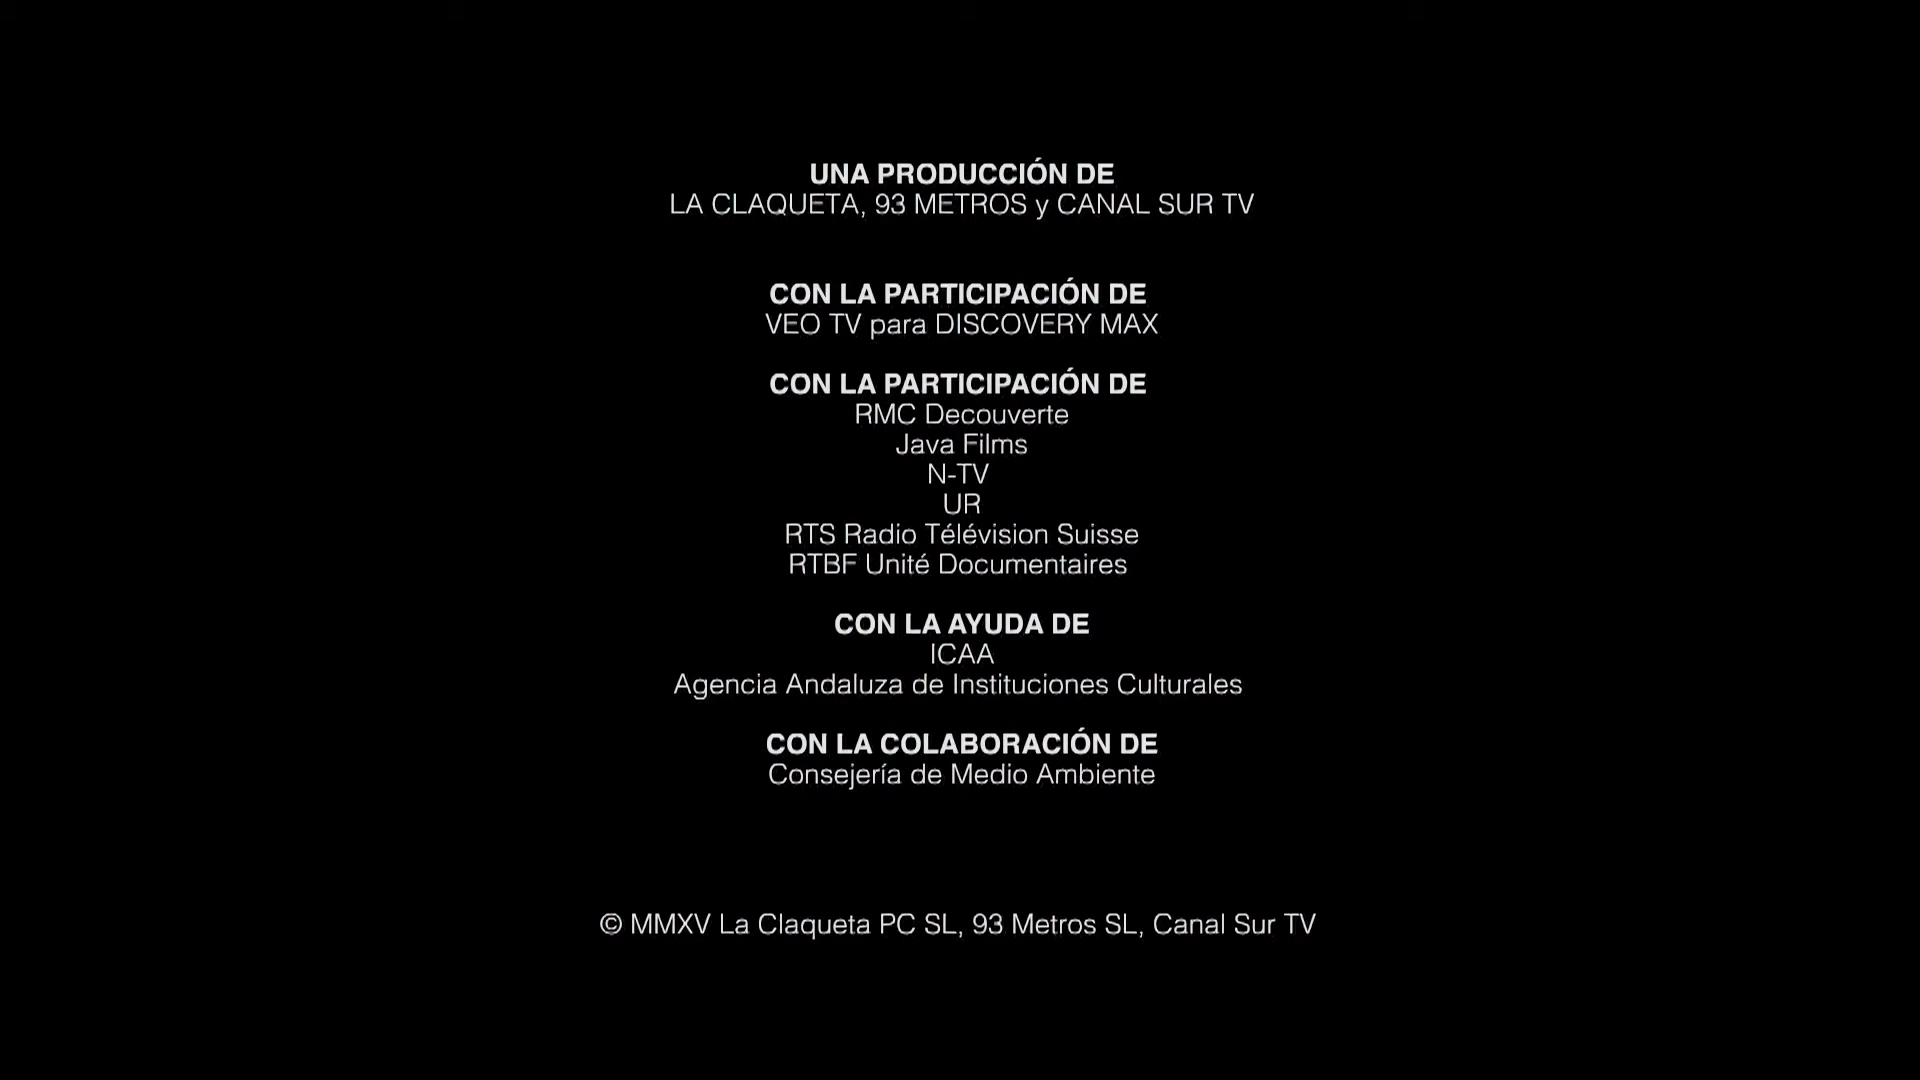 UNA PRODUCCIÓN DE
LA CLAQUETA, 93 METROS y CANAL SUR TV
CON LA PARTICIPACIÓN DE
VEO TV para DISCOVERY MAX
CON LA PARTICIPACIÓN DE
RMC Decouverte
Java Films
N-TV
UR
RTS Radio Télévision Suisse
RTBF Unité Documentaires
CON LA AYUDA DE
ICAA
Agencia Andaluza de Instituciones Culturales
CON LA COLABORACIÓN DE
Consejería de Medio Ambiente
© MMXV La Claqueta PC SL, 93 Metros SL, Canal Sur TV